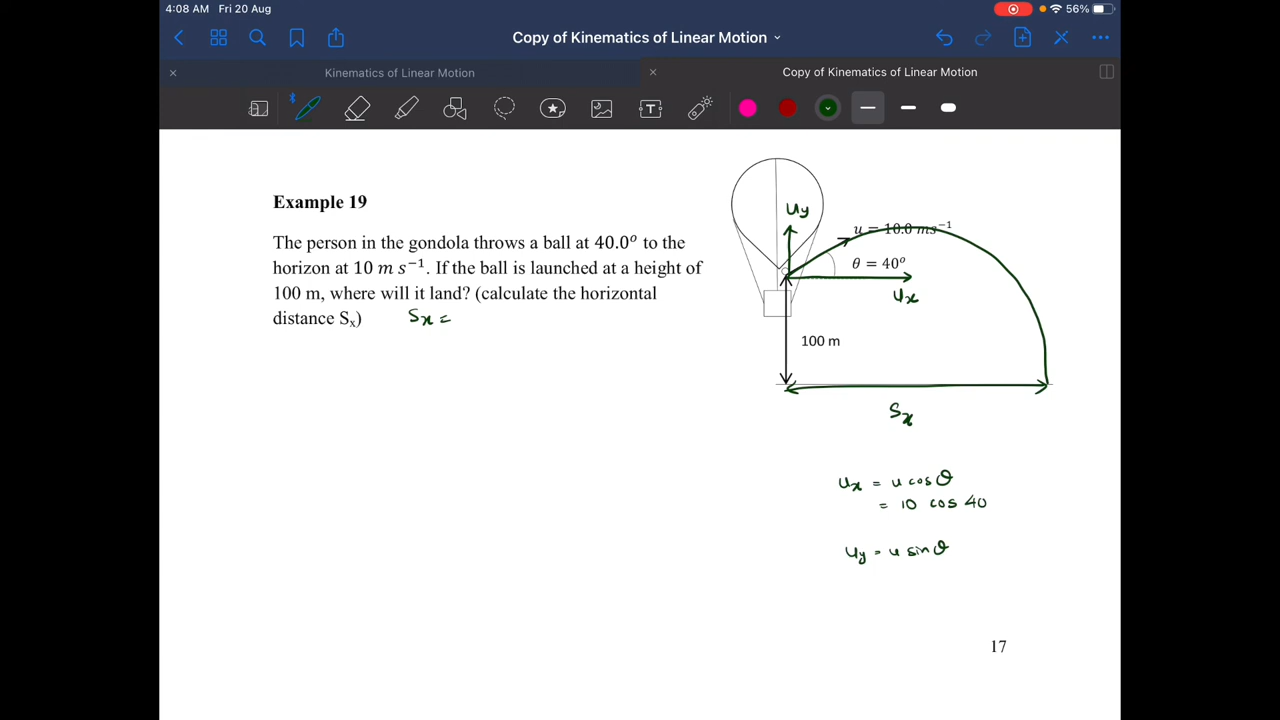 4:08 AM Fri 20 Aug
56%
Copy of Kinematics of Linear Motion
Kinematics of Linear Motion
Copy of Kinematics of Linear Motion
Example 19
The person in the gondola throws a ball at 40.0° to the
horizon at 10 m s⁻¹. If the ball is launched at a height of
100 m, where will it land? (calculate the horizontal
distance Sₓ)
Sx =
uy
u = 10.0 ms⁻¹
θ = 40°
ux
100 m
Sx
ux = u cos θ
= 10 cos 40
uy = u sin θ
17